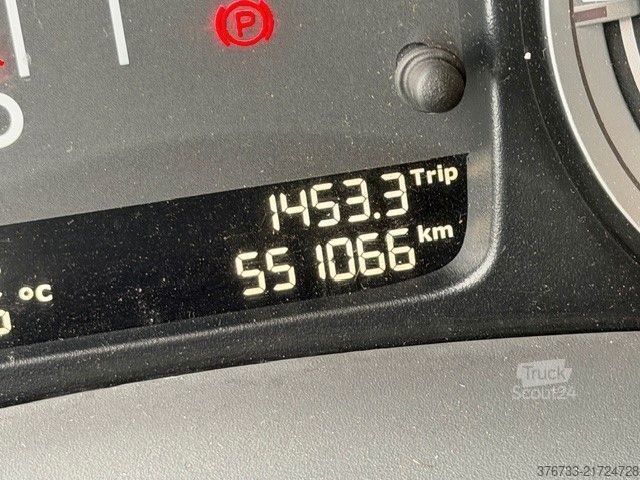 P
1453.3 Trip
551066 km
°C
Truck
Scout24
376733-21724728